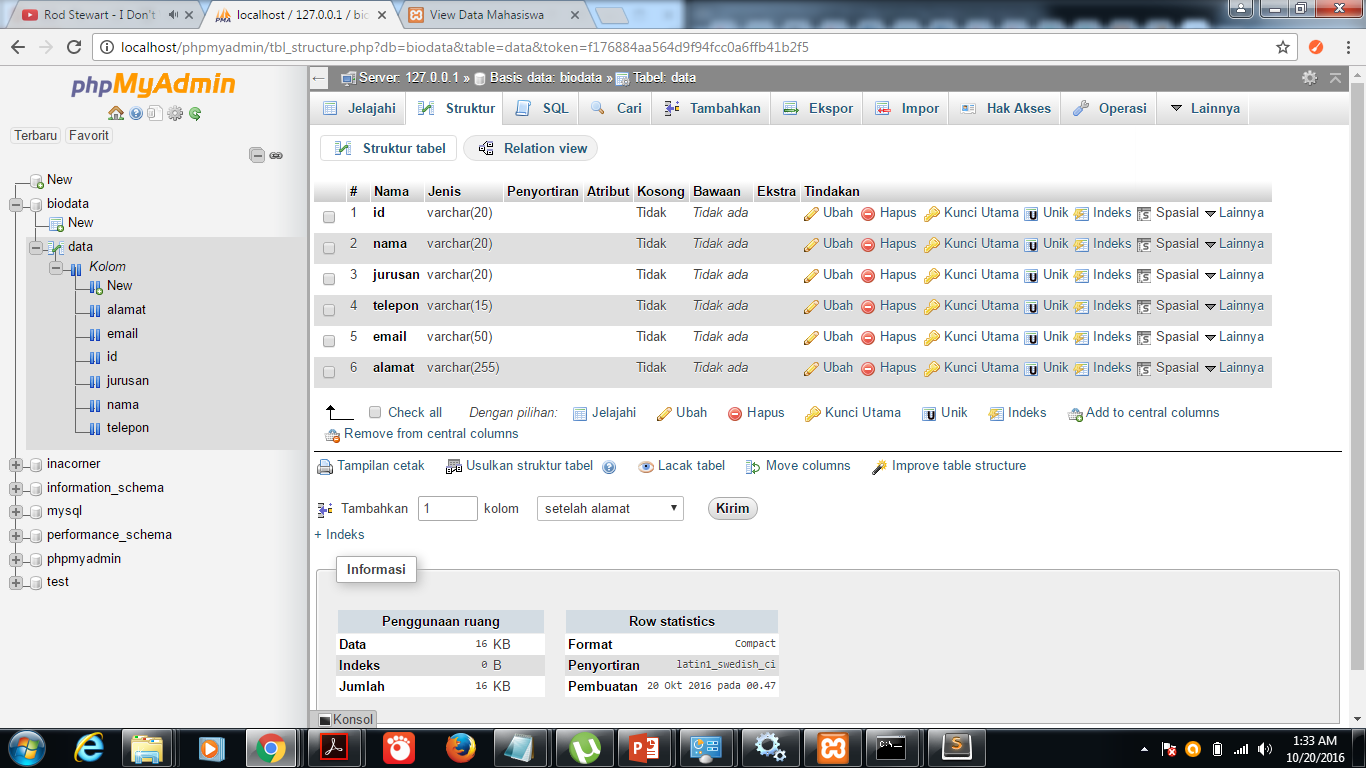 Rod Stewart - I Don't
localhost / 127.0.0.1 / bio
View Data Mahasiswa
localhost/phpmyadmin/tbl_structure.php?db=biodata&table=data&token=f176884aa564d9f94fcc0a6ffb41b2f5
phpMyAdmin
Terbaru Favorit
New
biodata
New
data
Kolom
New
alamat
email
id
jurusan
nama
telepon
inacorner
information_schema
mysql
performance_schema
phpmyadmin
test
Server: 127.0.0.1 » Basis data: biodata » Tabel: data
Jelajahi Struktur SQL Cari Tambahkan Ekspor Impor Hak Akses Operasi Lainnya
Struktur tabel Relation view
# Nama Jenis Penyortiran Atribut Kosong Bawaan Ekstra Tindakan
1 id varchar(20) Tidak Tidak ada Ubah Hapus Kunci Utama Unik Indeks Spasial Lainnya
2 nama varchar(20) Tidak Tidak ada Ubah Hapus Kunci Utama Unik Indeks Spasial Lainnya
3 jurusan varchar(20) Tidak Tidak ada Ubah Hapus Kunci Utama Unik Indeks Spasial Lainnya
4 telepon varchar(15) Tidak Tidak ada Ubah Hapus Kunci Utama Unik Indeks Spasial Lainnya
5 email varchar(50) Tidak Tidak ada Ubah Hapus Kunci Utama Unik Indeks Spasial Lainnya
6 alamat varchar(255) Tidak Tidak ada Ubah Hapus Kunci Utama Unik Indeks Spasial Lainnya
Check all Dengan pilihan: Jelajahi Ubah Hapus Kunci Utama Unik Indeks Add to central columns
Remove from central columns
Tampilan cetak Usulkan struktur tabel Lacak tabel Move columns Improve table structure
Tambahkan 1 kolom setelah alamat Kirim
+ Indeks
Informasi
Penggunaan ruang
Data 16 KB
Indeks 0 B
Jumlah 16 KB
Row statistics
Format Compact
Penyortiran latin1_swedish_ci
Pembuatan 20 Okt 2016 pada 00.47
Konsol
1:33 AM
10/20/2016